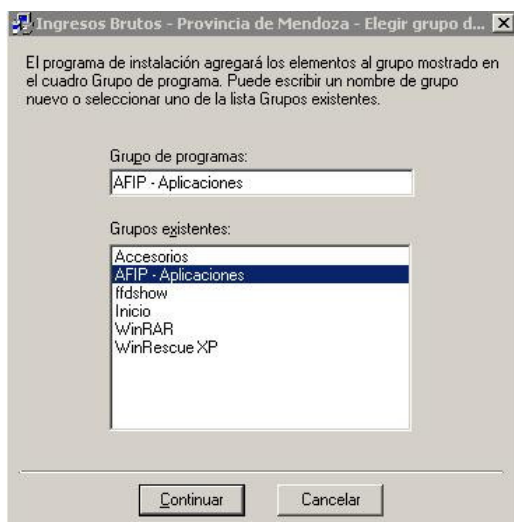 Ingresos Brutos - Provincia de Mendoza - Elegir grupo d...
El programa de instalación agregará los elementos al grupo mostrado en
el cuadro Grupo de programa. Puede escribir un nombre de grupo
nuevo o seleccionar uno de la lista Grupos existentes.
Grupo de programas:
AFIP - Aplicaciones
Grupos existentes:
Accesorios
AFIP - Aplicaciones
ffdshow
Inicio
WinRAR
WinRescue XP
Continuar
Cancelar